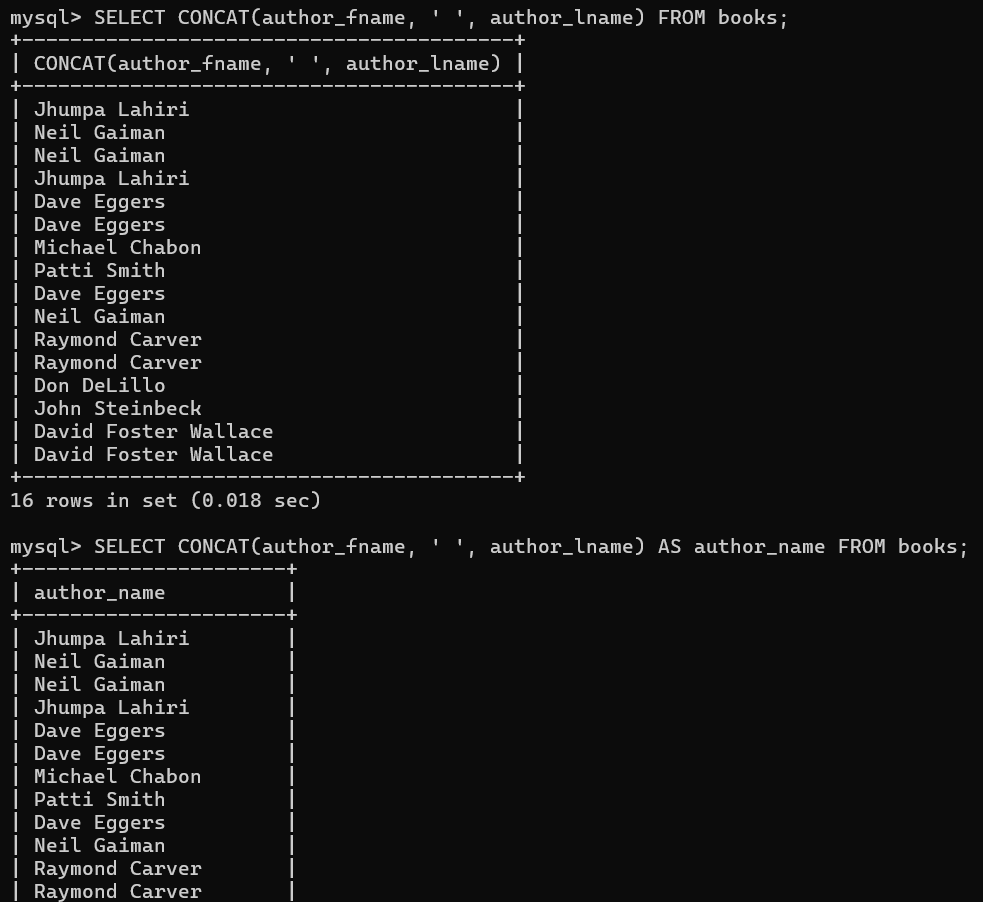 mysql> SELECT CONCAT(author_fname, ' ', author_lname) FROM books;
+-----------------------------------------+
| CONCAT(author_fname, ' ', author_lname) |
+-----------------------------------------+
| Jhumpa Lahiri                           |
| Neil Gaiman                             |
| Neil Gaiman                             |
| Jhumpa Lahiri                           |
| Dave Eggers                             |
| Dave Eggers                             |
| Michael Chabon                          |
| Patti Smith                             |
| Dave Eggers                             |
| Neil Gaiman                             |
| Raymond Carver                          |
| Raymond Carver                          |
| Don DeLillo                             |
| John Steinbeck                          |
| David Foster Wallace                    |
| David Foster Wallace                    |
+-----------------------------------------+
16 rows in set (0.018 sec)

mysql> SELECT CONCAT(author_fname, ' ', author_lname) AS author_name FROM books;
+----------------------+
| author_name          |
+----------------------+
| Jhumpa Lahiri        |
| Neil Gaiman          |
| Neil Gaiman          |
| Jhumpa Lahiri        |
| Dave Eggers          |
| Dave Eggers          |
| Michael Chabon       |
| Patti Smith          |
| Dave Eggers          |
| Neil Gaiman          |
| Raymond Carver       |
| Raymond Carver       |